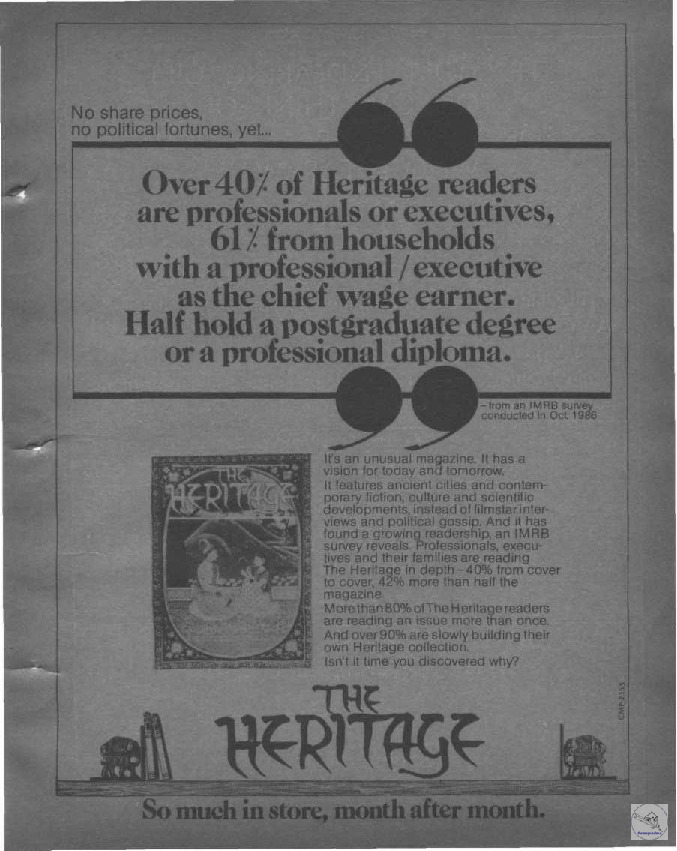 No share prices,
no political fortunes, yet...
Over 40% of Heritage readers
are professionals or executives,
61% from households
with a professional / executive
as the chief wage earner.
Half hold a postgraduate degree
or a professional diploma.
- from an IMRB survey
conducted in Oct 1986
It's an unusual magazine. It has a
vision for today and tomorrow.
It features ancient cities and contem-
porary fiction, culture and scientific
developments, instead of filmstar inter-
views and political gossip. And it has
found a growing readership, an IMRB
survey reveals. Professionals, execu-
tives and their families are reading
The Heritage in depth - 40% from cover
to cover, 42% more than half the
magazine.
More than 80% of The Heritage readers
are reading an issue more than once.
And over 90% are slowly building their
own Heritage collection.
Isn't it time you discovered why?
THE
HERITAGE
THE
HERITAGE
So much in store, month after month.